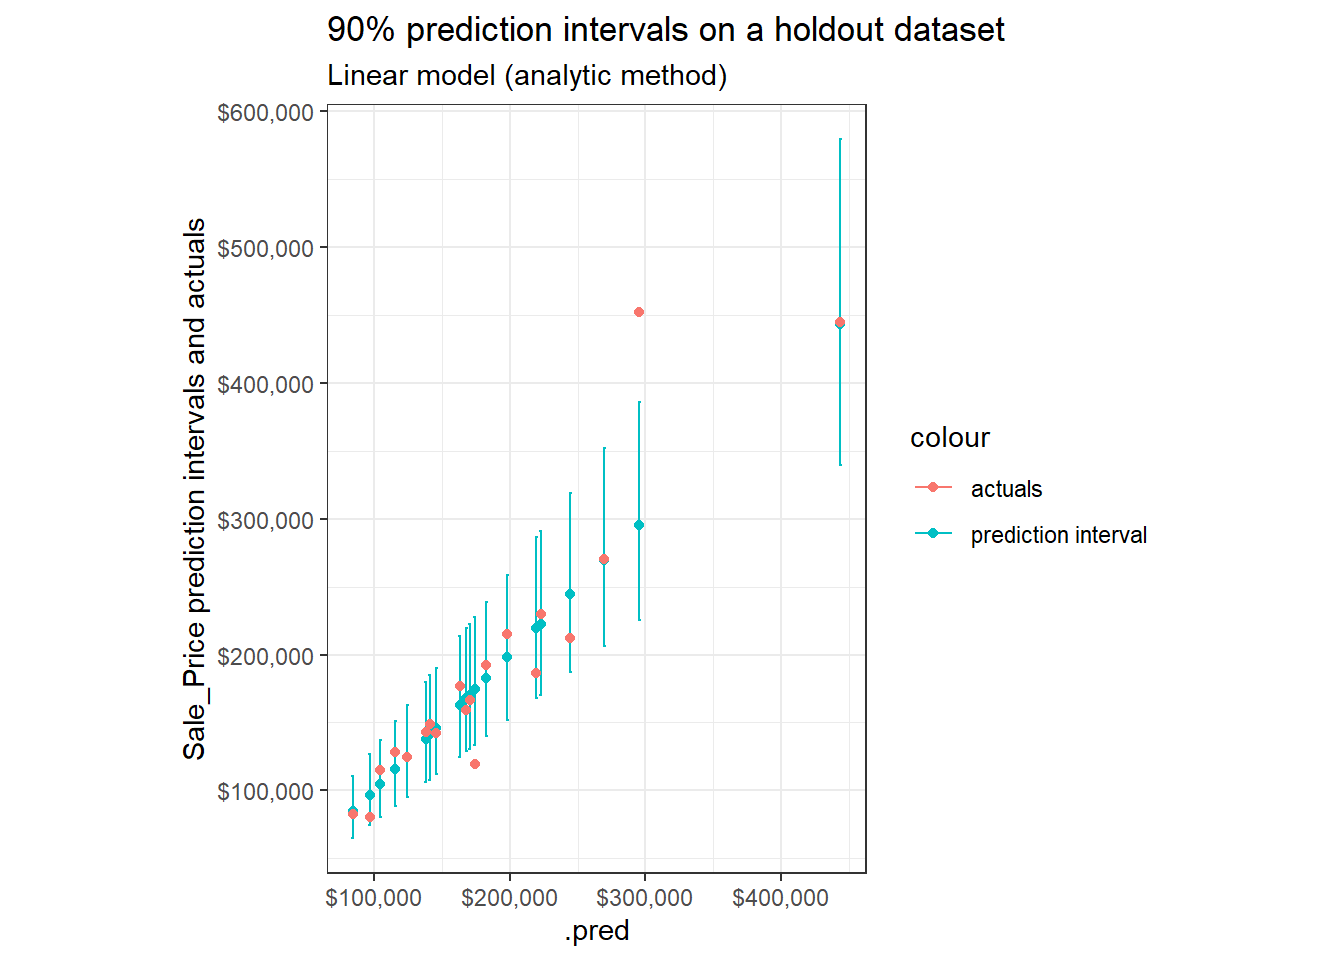 90% prediction intervals on a holdout dataset
Linear model (analytic method)
$600,000
$500,000
$400,000
$300,000
$200,000
$100,000
Sale_Price prediction intervals and actuals
$100,000
$200,000
$300,000
$400,000
.pred
colour
actuals
prediction interval